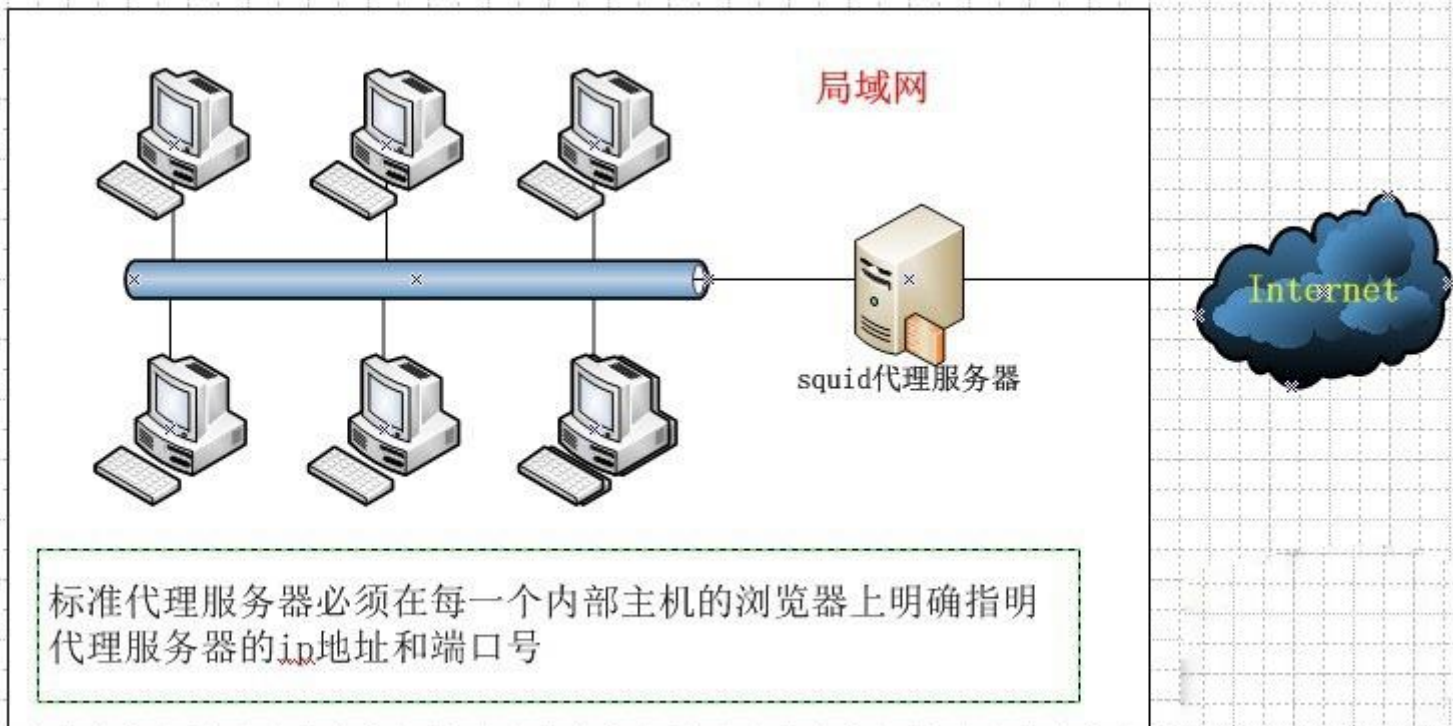 局域网
Internet
squid代理服务器
标准代理服务器必须在每一个内部主机的浏览器上明确指明
代理服务器的ip地址和端口号